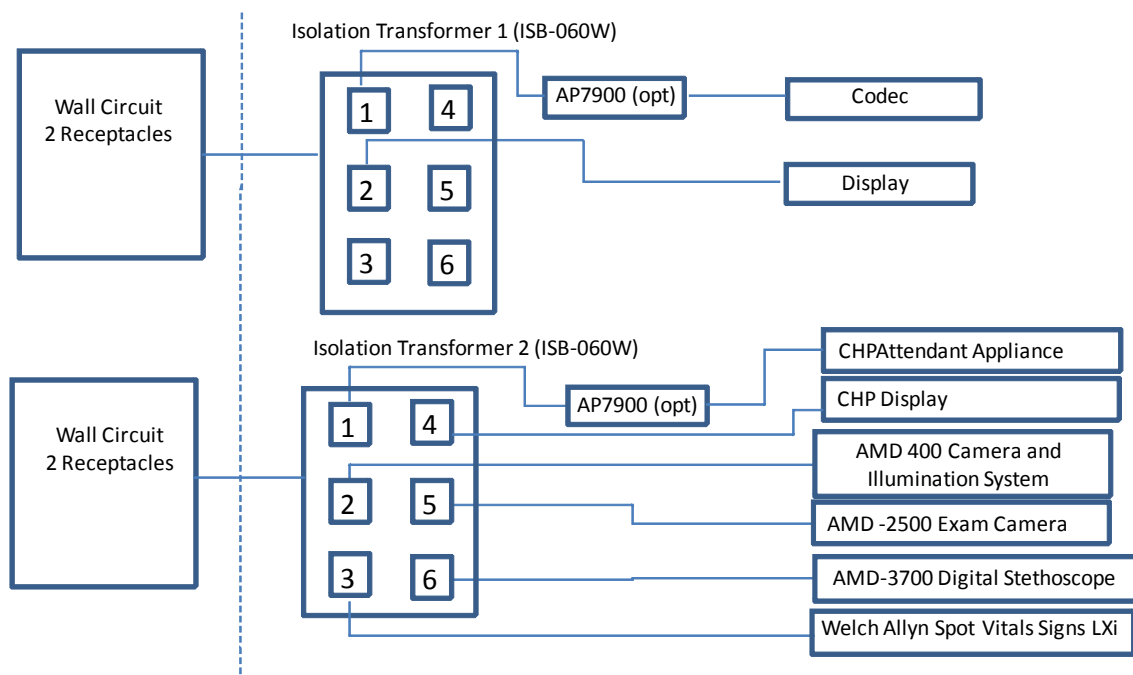 Isolation Transformer 1 (ISB-060W)
Wall Circuit
2 Receptacles
1
4
2
5
3
6
AP7900 (opt)
Codec
Display
Isolation Transformer 2 (ISB-060W)
Wall Circuit
2 Receptacles
1
4
2
5
3
6
AP7900 (opt)
CHPAttendant Appliance
CHP Display
AMD 400 Camera and
Illumination System
AMD -2500 Exam Camera
AMD-3700 Digital Stethoscope
Welch Allyn Spot Vitals Signs LXi